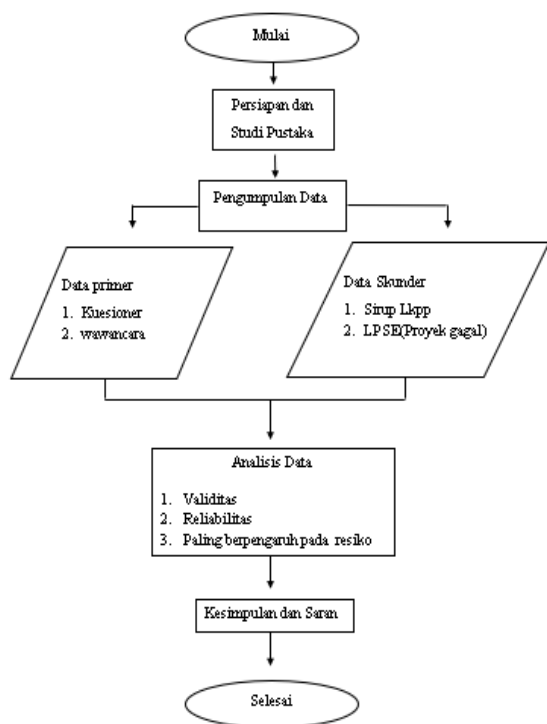 Mulai
Persiapan dan
Studi Pustaka
Pengumpulan Data
Data primer
1. Kuesioner
2. wawancara
Data Skunder
1. Sirup Lkpp
2. LPSE(Proyek gagal)
Analisis Data
1. Validitas
2. Reliabilitas
3. Paling berpengaruh pada resiko
Kesimpulan dan Saran
Selesai